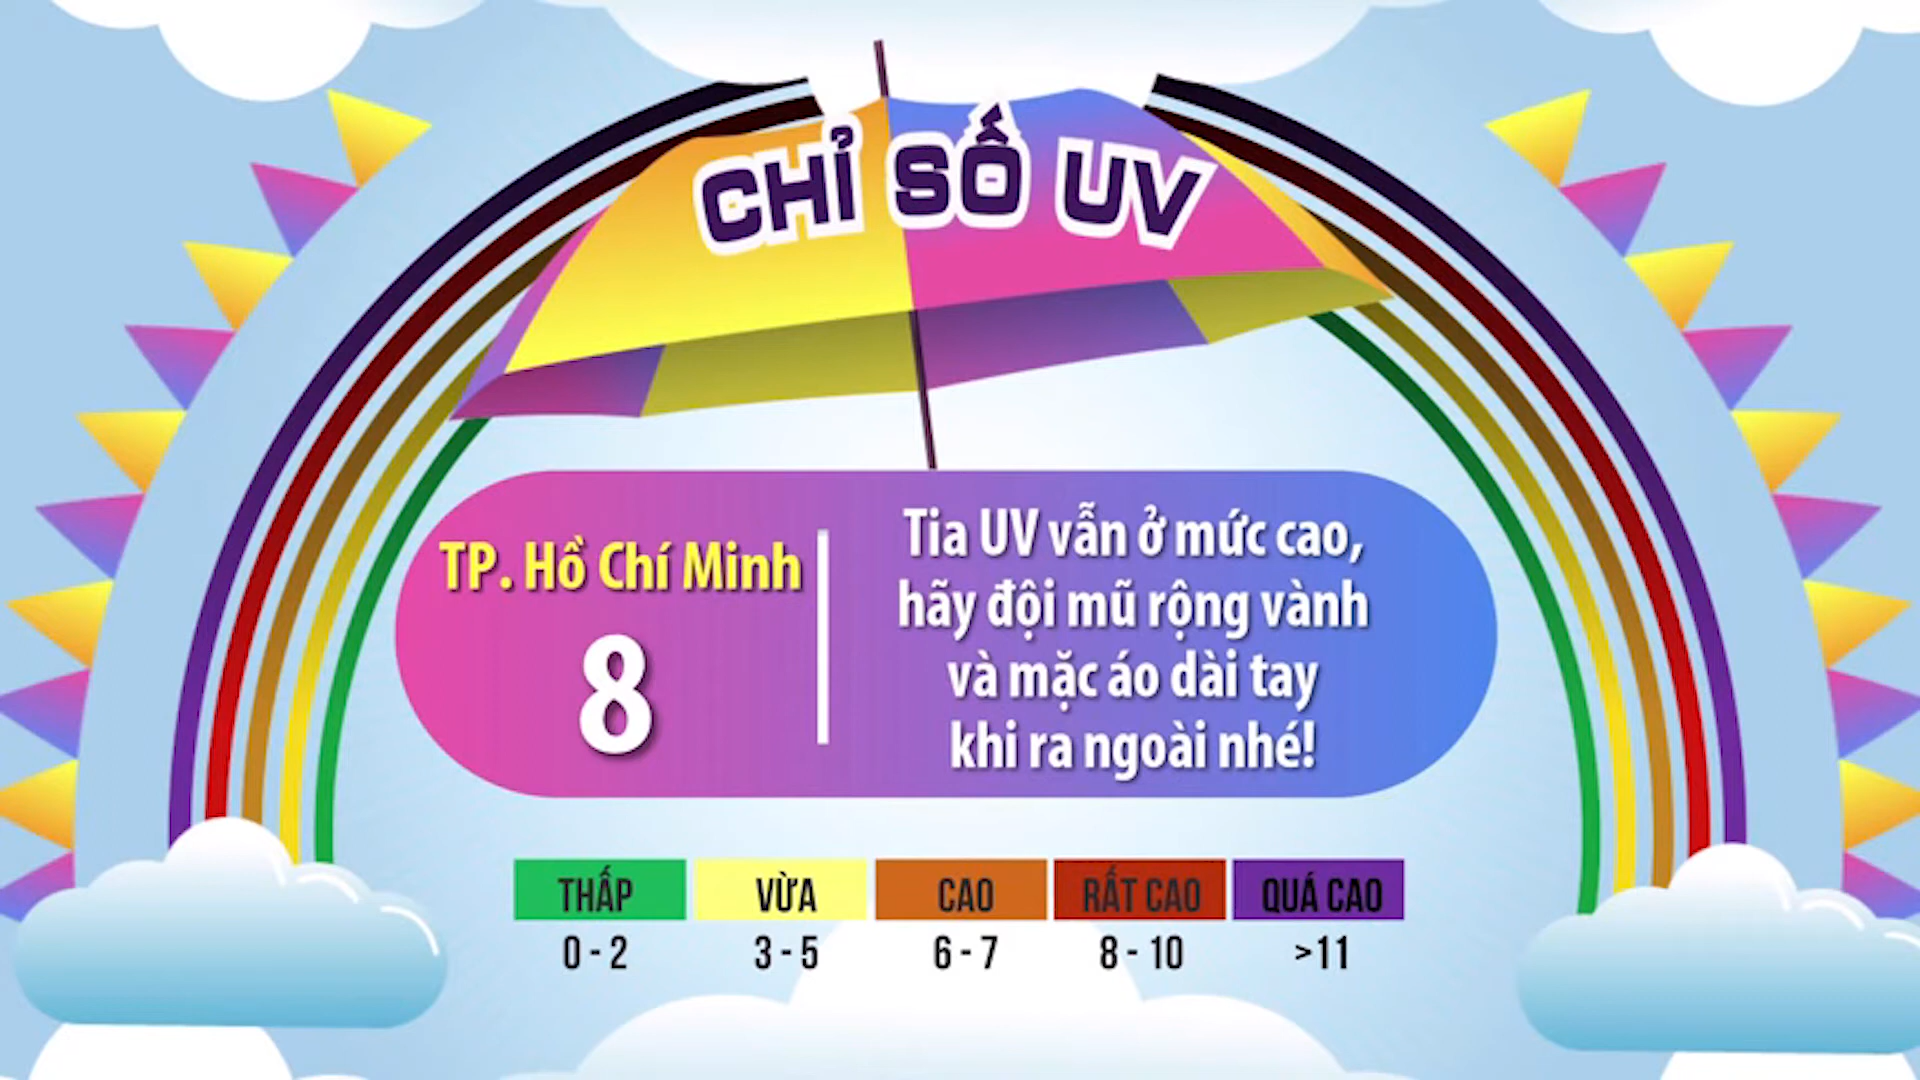 CHỈ SỐ UV
TP. Hồ Chí Minh
8
Tia UV vẫn ở mức cao,
hãy đội mũ rộng vành
và mặc áo dài tay
khi ra ngoài nhé!
THẤP VỪA CAO RẤT CAO QUÁ CAO
0 - 2 3 - 5 6 - 7 8 - 10 >11